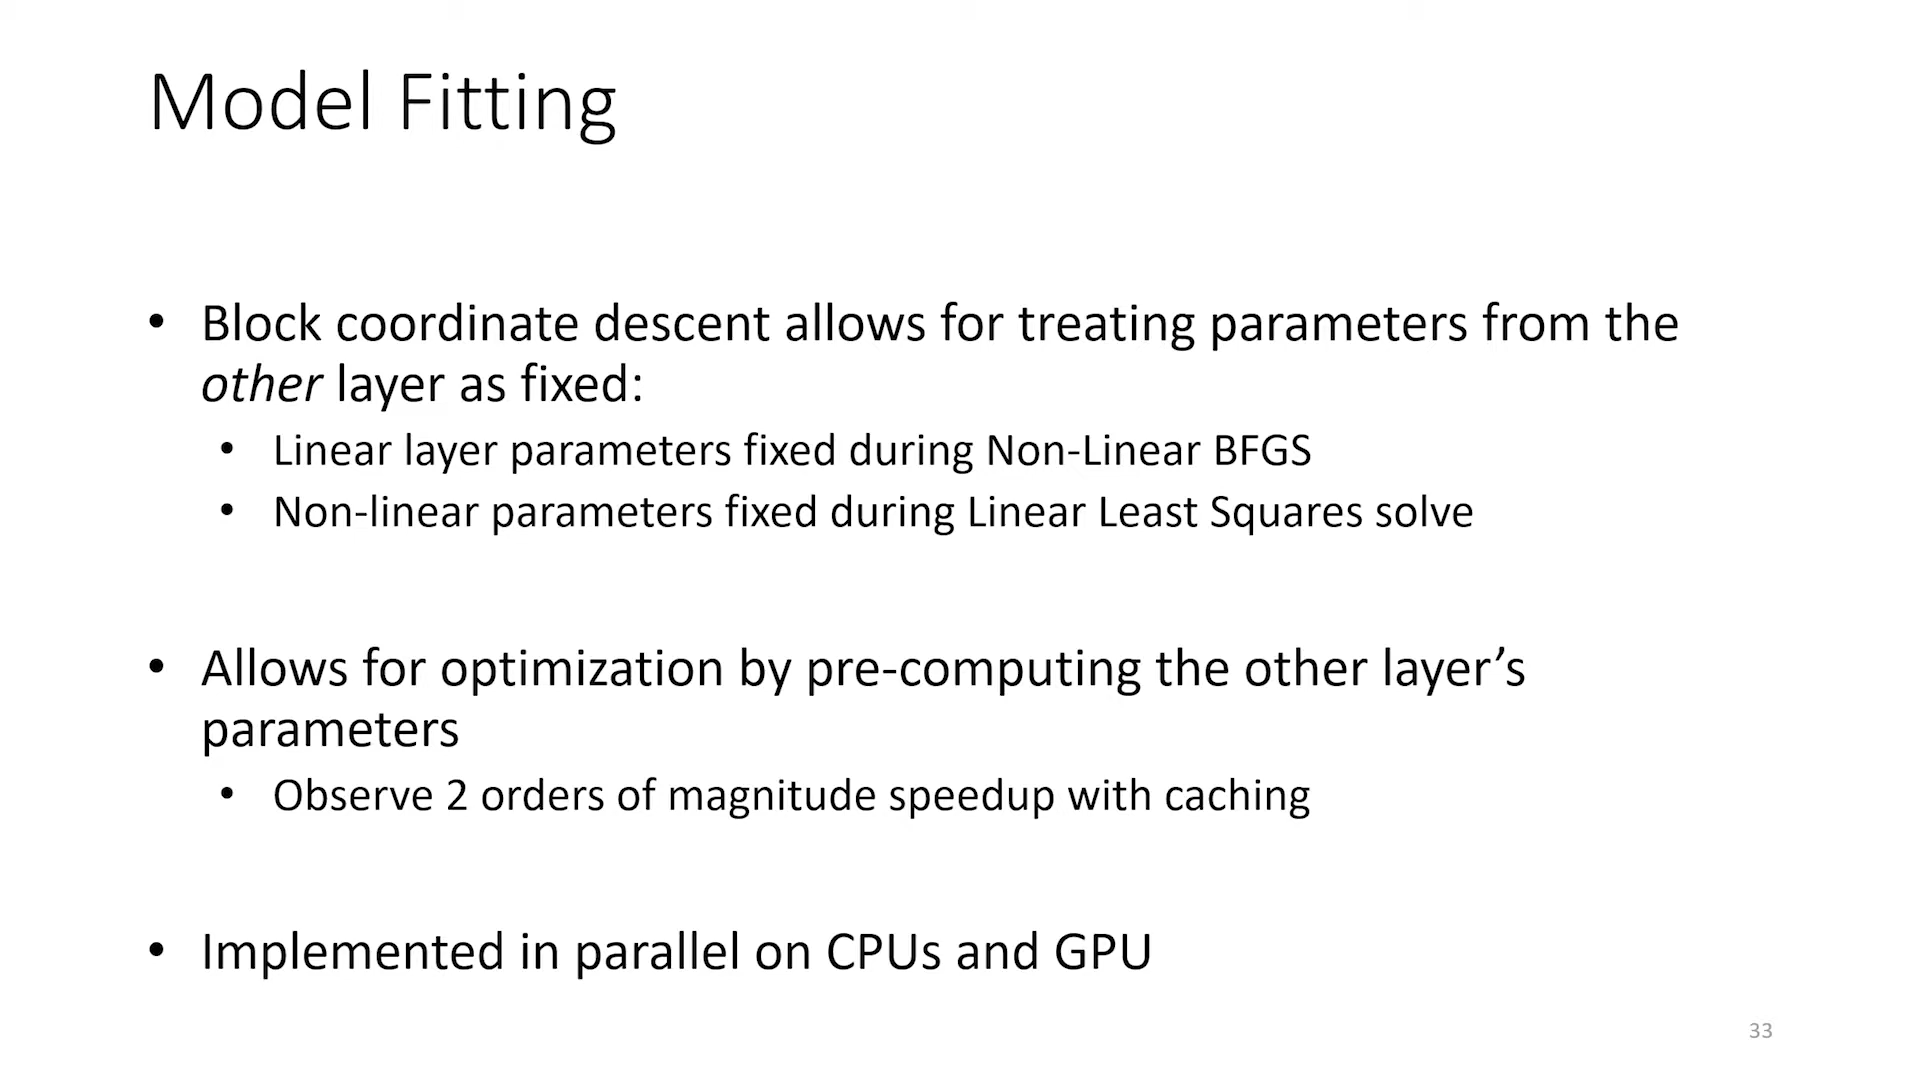 Model Fitting
• Block coordinate descent allows for treating parameters from the
other layer as fixed:
• Linear layer parameters fixed during Non-Linear BFGS
• Non-linear parameters fixed during Linear Least Squares solve
• Allows for optimization by pre-computing the other layer’s
parameters
• Observe 2 orders of magnitude speedup with caching
• Implemented in parallel on CPUs and GPU
33